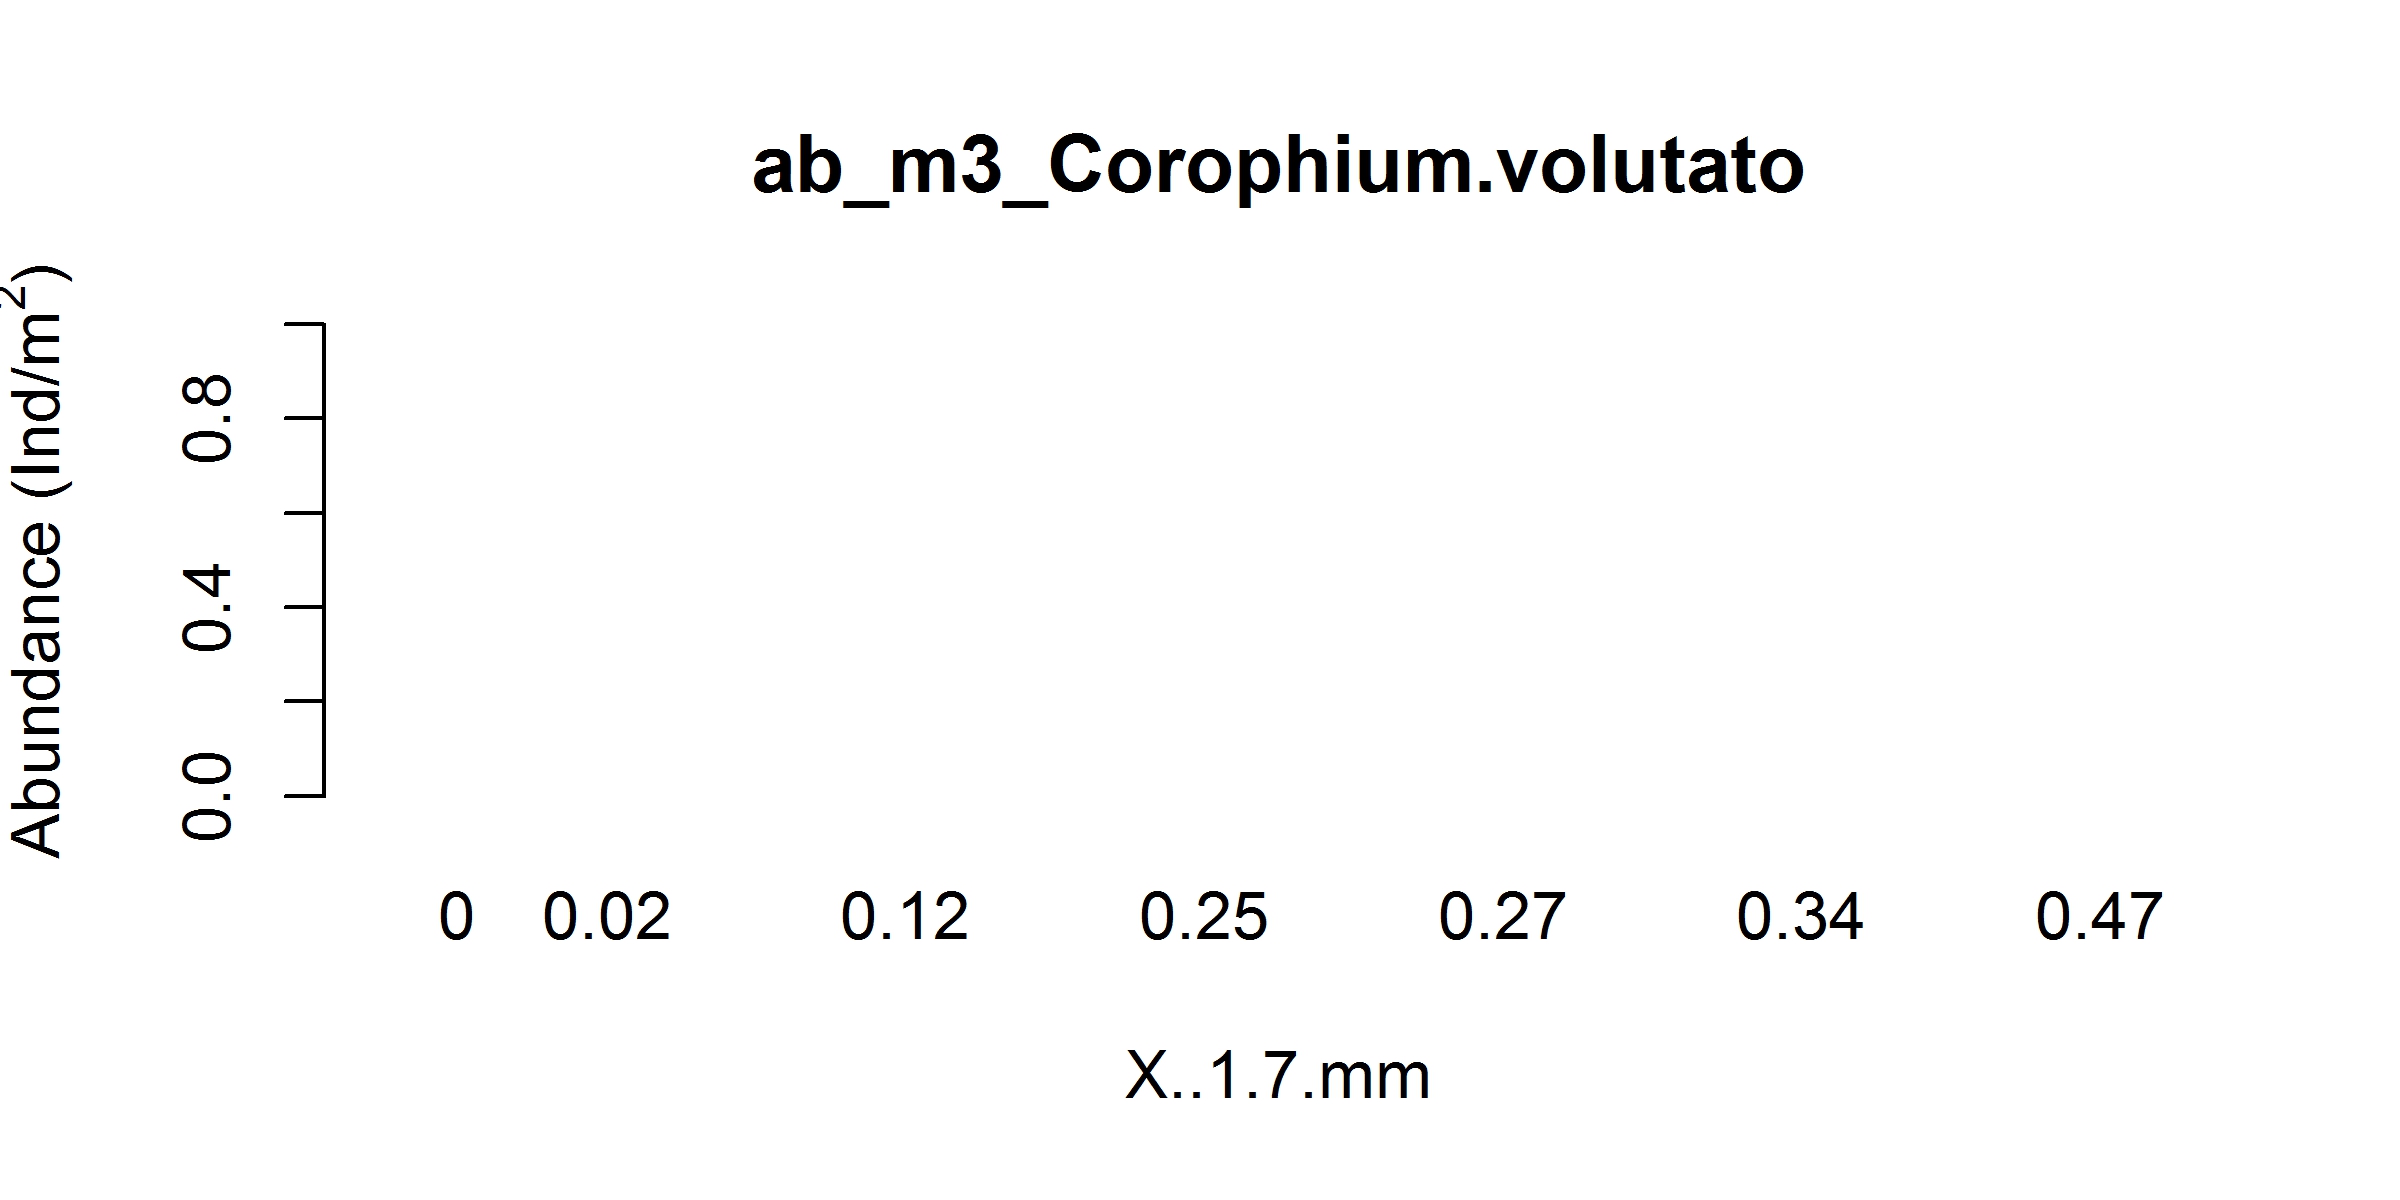 ab_m3_Corophium.volutato
Abundance (Ind/m²)
0.8
0.4
0.0
0 0.02 0.12 0.25 0.27 0.34 0.47
X..1.7.mm